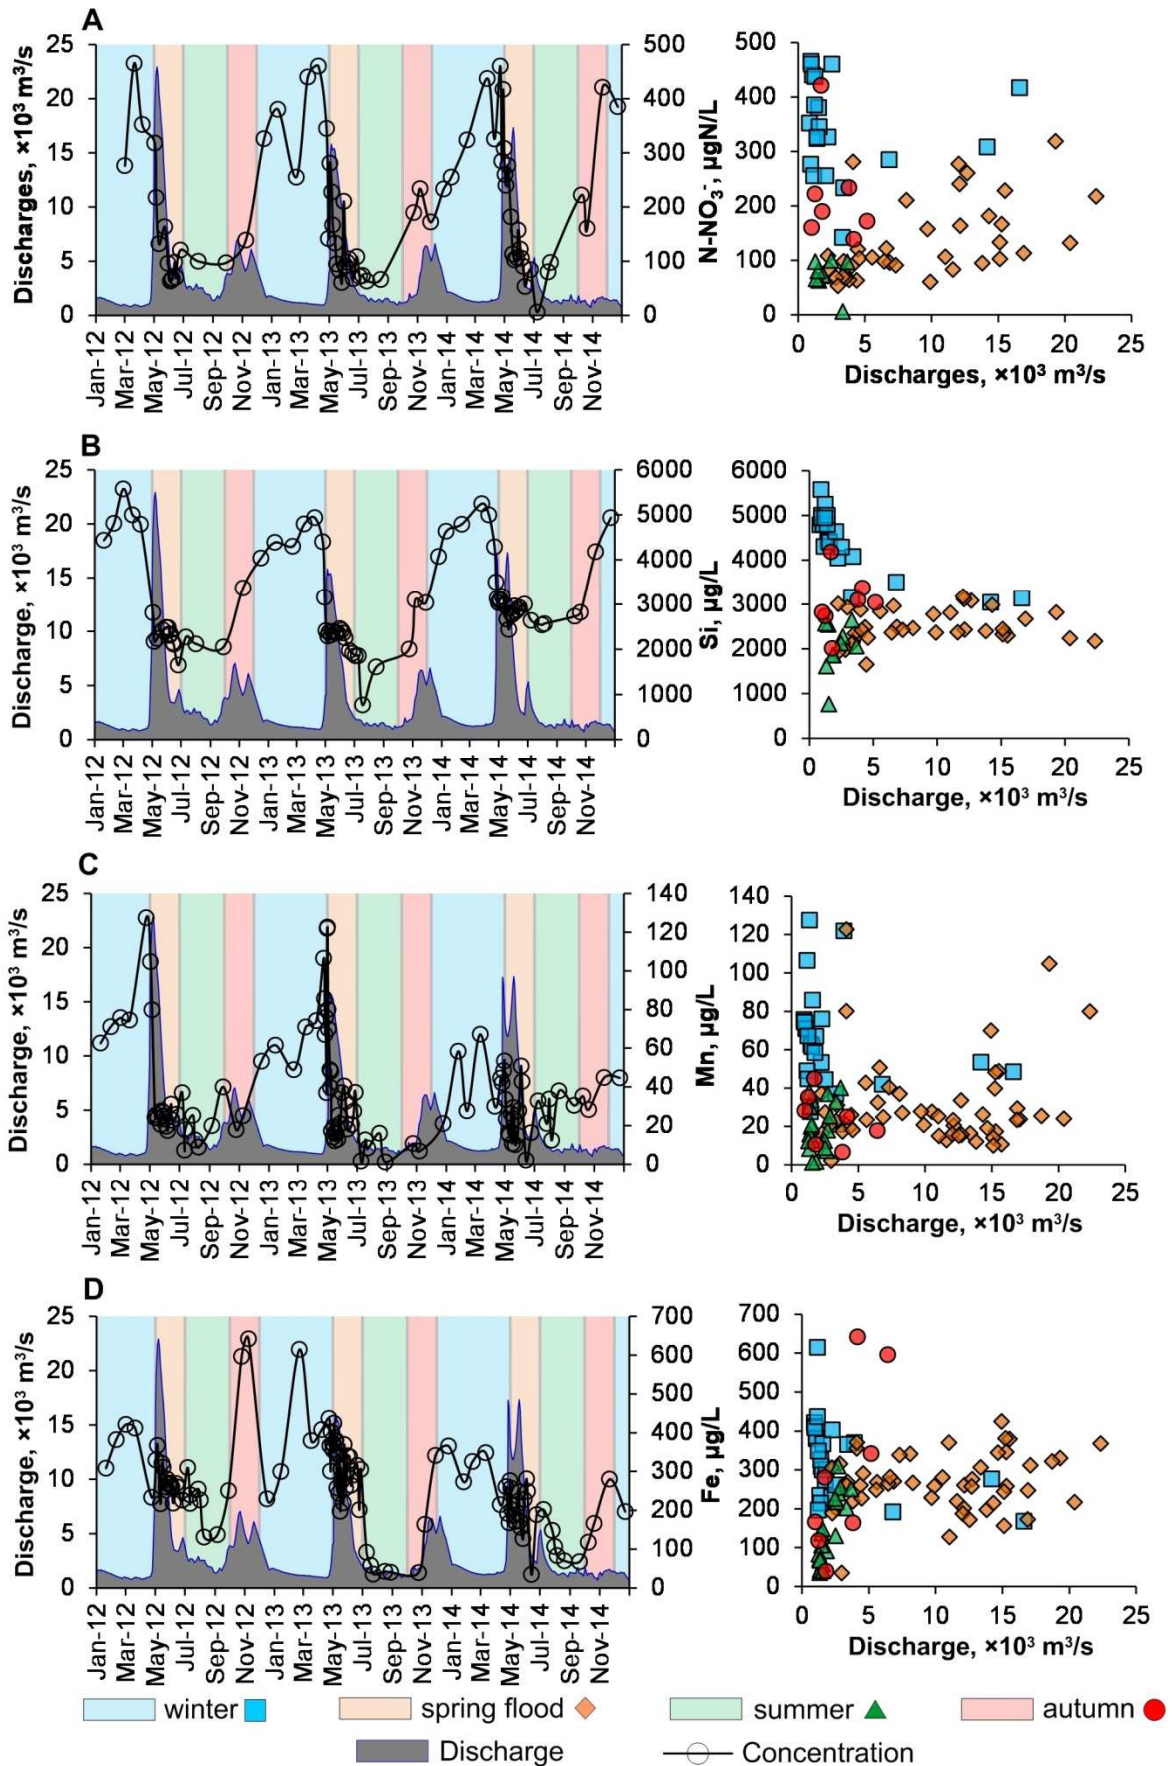 A
Discharges, ×10³ m³/s
25
20
15
10
5
0
500
400
300
200
100
0
N-NO₃⁻, µgN/L
Jan-12
Mar-12
May-12
Jul-12
Sep-12
Nov-12
Jan-13
Mar-13
May-13
Jul-13
Sep-13
Nov-13
Jan-14
Mar-14
May-14
Jul-14
Sep-14
Nov-14
500
400
300
200
100
0
0 5 10 15 20 25
Discharges, ×10³ m³/s
B
Discharge, ×10³ m³/s
25
20
15
10
5
0
6000
5000
4000
3000
2000
1000
0
Si, µg/L
Jan-12
Mar-12
May-12
Jul-12
Sep-12
Nov-12
Jan-13
Mar-13
May-13
Jul-13
Sep-13
Nov-13
Jan-14
Mar-14
May-14
Jul-14
Sep-14
Nov-14
6000
5000
4000
3000
2000
1000
0
0 5 10 15 20 25
Discharge, ×10³ m³/s
C
Discharge, ×10³ m³/s
25
20
15
10
5
0
140
120
100
80
60
40
20
0
Mn, µg/L
Jan-12
Mar-12
May-12
Jul-12
Sep-12
Nov-12
Jan-13
Mar-13
May-13
Jul-13
Sep-13
Nov-13
Jan-14
Mar-14
May-14
Jul-14
Sep-14
Nov-14
140
120
100
80
60
40
20
0
0 5 10 15 20 25
Discharge, ×10³ m³/s
D
Discharge, ×10³ m³/s
25
20
15
10
5
0
700
600
500
400
300
200
100
0
Fe, µg/L
Jan-12
Mar-12
May-12
Jul-12
Sep-12
Nov-12
Jan-13
Mar-13
May-13
Jul-13
Sep-13
Nov-13
Jan-14
Mar-14
May-14
Jul-14
Sep-14
Nov-14
700
600
500
400
300
200
100
0
0 5 10 15 20 25
Discharge, ×10³ m³/s
winter spring flood summer autumn
Discharge Concentration